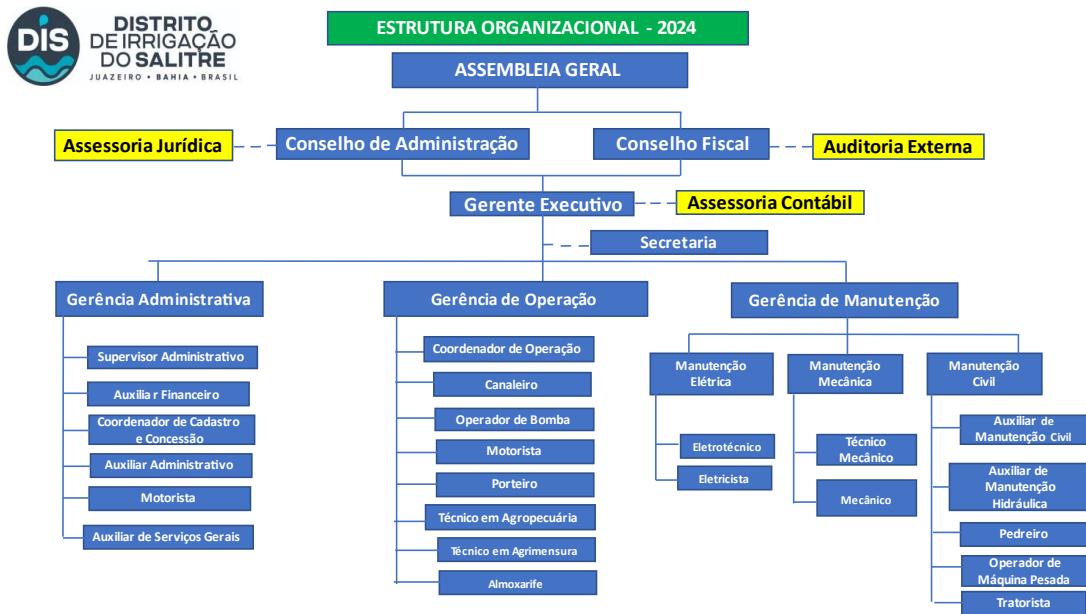 DIS
DISTRITO
DE IRRIGAÇÃO
DO SALITRE
JUAZEIRO • BAHIA • BRASIL
ESTRUTURA ORGANIZACIONAL - 2024
ASSEMBLEIA GERAL
Assessoria Jurídica
Conselho de Administração
Conselho Fiscal
Auditoria Externa
Gerente Executivo
Assessoria Contábil
Secretaria
Gerência Administrativa
Gerência de Operação
Gerência de Manutenção
Supervisor Administrativo
Auxilia r Financeiro
Coordenador de Cadastro
e Concessão
Auxiliar Administrativo
Motorista
Auxiliar de Serviços Gerais
Coordenador de Operação
Canaleiro
Operador de Bomba
Motorista
Porteiro
Técnico em Agropecuária
Técnico em Agrimensura
Almoxarife
Manutenção
Elétrica
Eletrotécnico
Eletricista
Manutenção
Mecânica
Técnico
Mecânico
Mecânico
Manutenção
Civil
Auxiliar de
Manutenção Civil
Auxiliar de
Manutenção
Hidráulica
Pedreiro
Operador de
Máquina Pesada
Tratorista